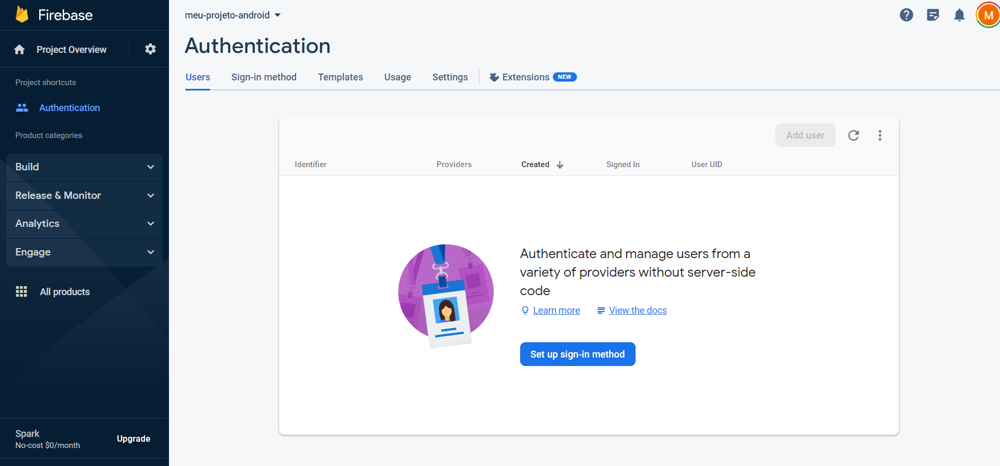 Firebase
Project Overview
Project shortcuts
Authentication
Product categories
Build
Release & Monitor
Analytics
Engage
All products
Spark
No-cost $0/month
Upgrade
meu-projeto-android
M
Authentication
Users Sign-in method Templates Usage Settings Extensions NEW
Add user
Identifier Providers Created Signed In User UID
Authenticate and manage users from a
variety of providers without server-side
code
Learn more View the docs
Set up sign-in method